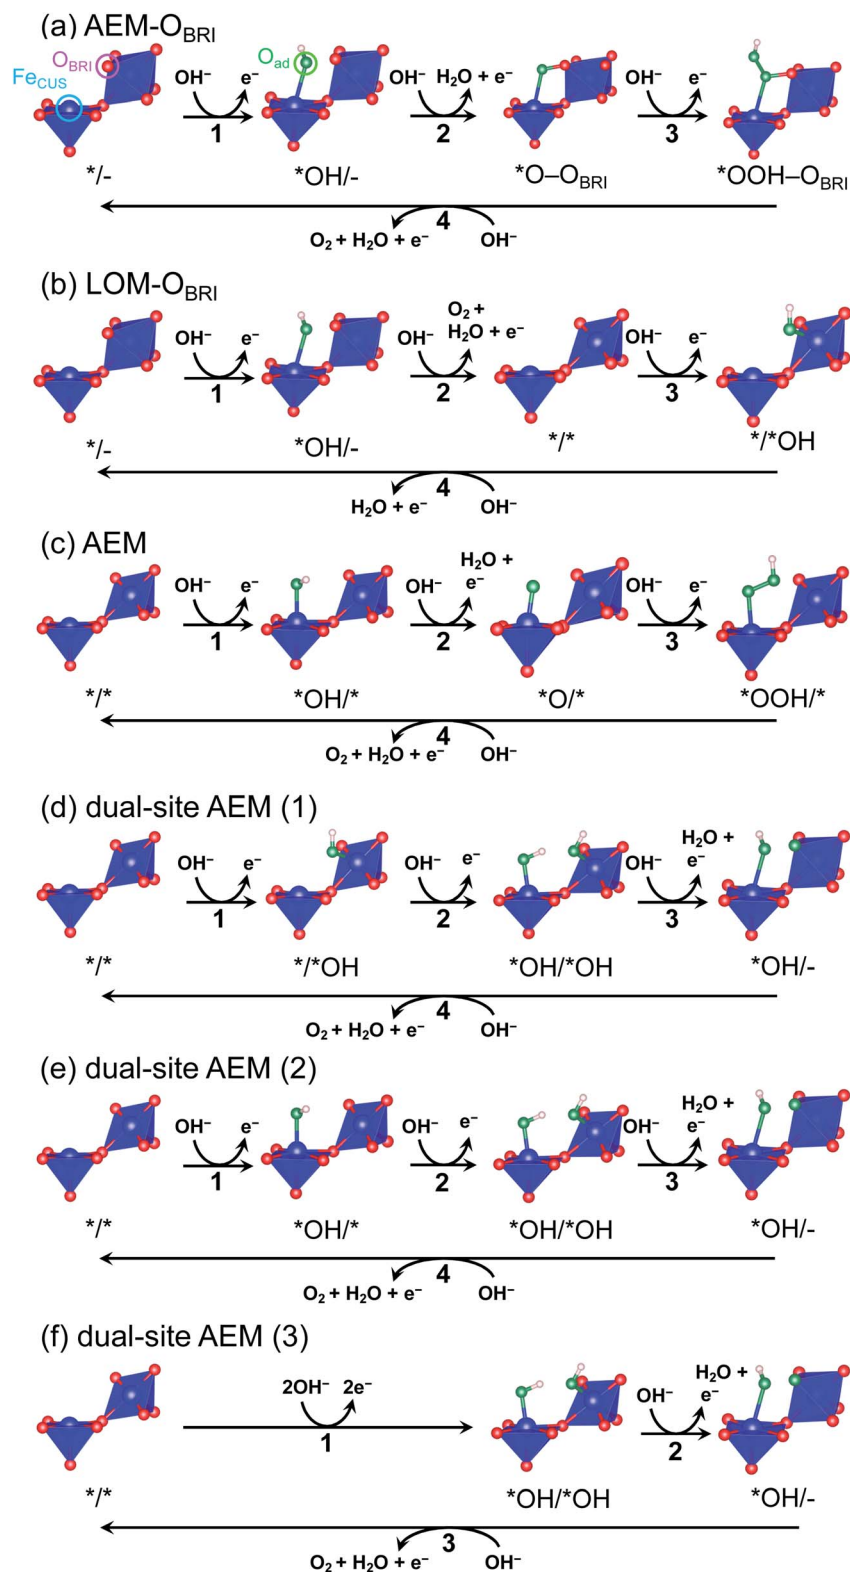 (a) AEM-O_BRI
O_BRI
Fe_CUS
O_ad
OH⁻ e⁻
OH⁻ H₂O + e⁻
OH⁻ e⁻
1 2 3
*/- *OH/- *O–O_BRI *OOH–O_BRI
4
O₂ + H₂O + e⁻ OH⁻
(b) LOM-O_BRI
OH⁻ e⁻
OH⁻ O₂ +
H₂O + e⁻
OH⁻ e⁻
1 2 3
*/- *OH/- */* */*OH
4
H₂O + e⁻ OH⁻
(c) AEM
OH⁻ e⁻
OH⁻ H₂O +
e⁻
OH⁻ e⁻
1 2 3
*/* *OH/* *O/* *OOH/*
4
O₂ + H₂O + e⁻ OH⁻
(d) dual-site AEM (1)
OH⁻ e⁻
OH⁻ e⁻
OH⁻ H₂O +
e⁻
1 2 3
*/* */*OH *OH/*OH *OH/-
4
O₂ + H₂O + e⁻ OH⁻
(e) dual-site AEM (2)
OH⁻ e⁻
OH⁻ e⁻
OH⁻ H₂O +
e⁻
1 2 3
*/* *OH/* *OH/*OH *OH/-
4
O₂ + H₂O + e⁻ OH⁻
(f) dual-site AEM (3)
2OH⁻ 2e⁻
OH⁻ H₂O +
e⁻
1 2
*/* *OH/*OH *OH/-
3
O₂ + H₂O + e⁻ OH⁻